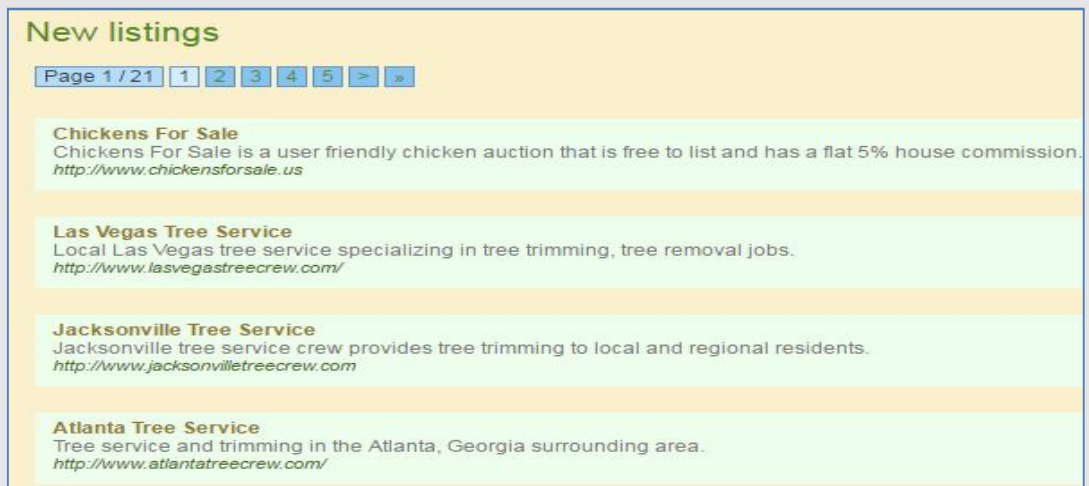 New listings
Page 1 / 21 1 2 3 4 5 > »
Chickens For Sale
Chickens For Sale is a user friendly chicken auction that is free to list and has a flat 5% house commission.
http://www.chickensforsale.us
Las Vegas Tree Service
Local Las Vegas tree service specializing in tree trimming, tree removal jobs.
http://www.lasvegastreecrew.com/
Jacksonville Tree Service
Jacksonville tree service crew provides tree trimming to local and regional residents.
http://www.jacksonvilletreecrew.com
Atlanta Tree Service
Tree service and trimming in the Atlanta, Georgia surrounding area.
http://www.atlantatreecrew.com/